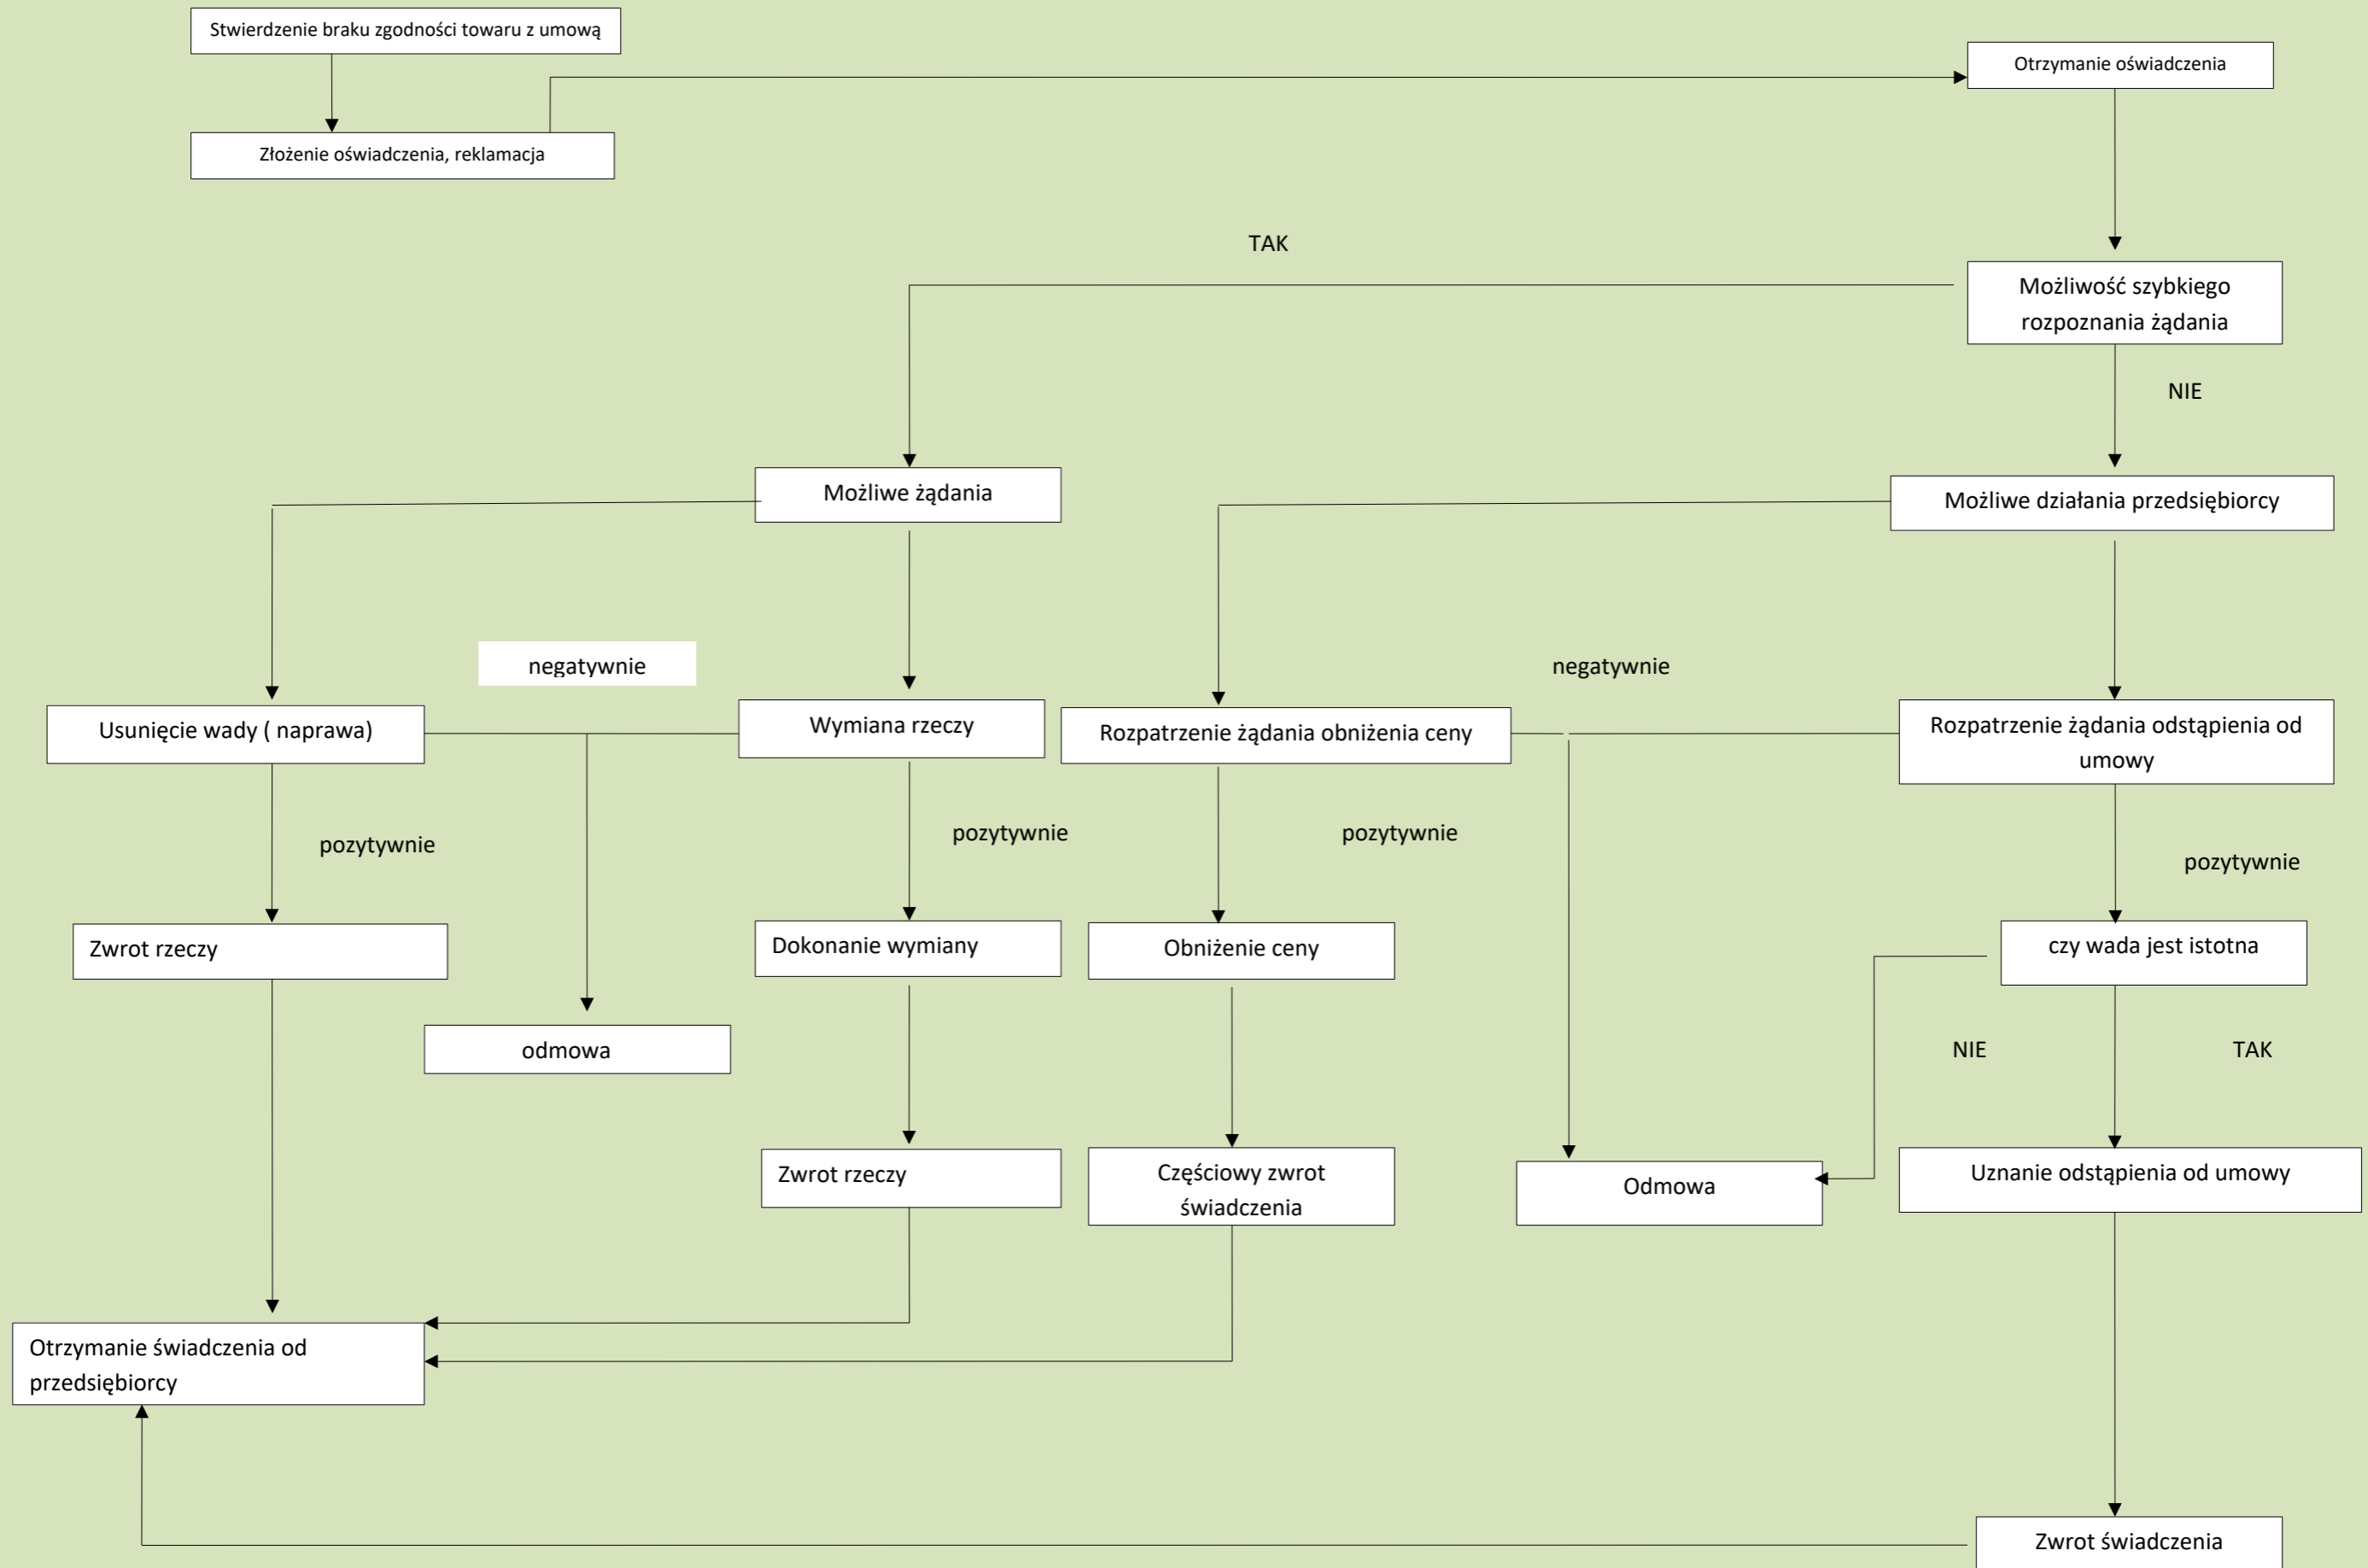 Stwierdzenie braku zgodności towaru z umową
Otrzymanie oświadczenia
Złożenie oświadczenia, reklamacja
TAK
Możliwość szybkiego
rozpoznania żądania
NIE
Możliwe żądania
Możliwe działania przedsiębiorcy
negatywnie
negatywnie
Usunięcie wady ( naprawa)
Wymiana rzeczy
Rozpatrzenie żądania obniżenia ceny
Rozpatrzenie żądania odstąpienia od
umowy
pozytywnie
pozytywnie
pozytywnie
pozytywnie
Zwrot rzeczy
Dokonanie wymiany
Obniżenie ceny
czy wada jest istotna
odmowa
NIE
TAK
Zwrot rzeczy
Częściowy zwrot
świadczenia
Odmowa
Uznanie odstąpienia od umowy
Otrzymanie świadczenia od
przedsiębiorcy
Zwrot świadczenia